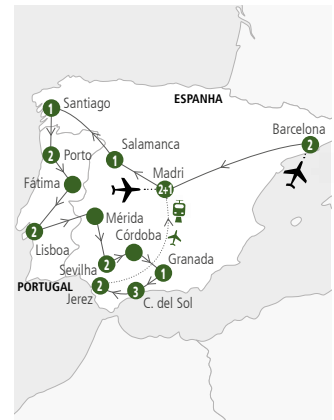 1 Santiago
ESPANHA
Barcelona
2
Salamanca
1
2 Porto
Madri
2+1
Fátima
Mérida
2
Lisboa
Córdoba
Sevilha 2
Granada
1
PORTUGAL
2
Jerez
3
C. del Sol